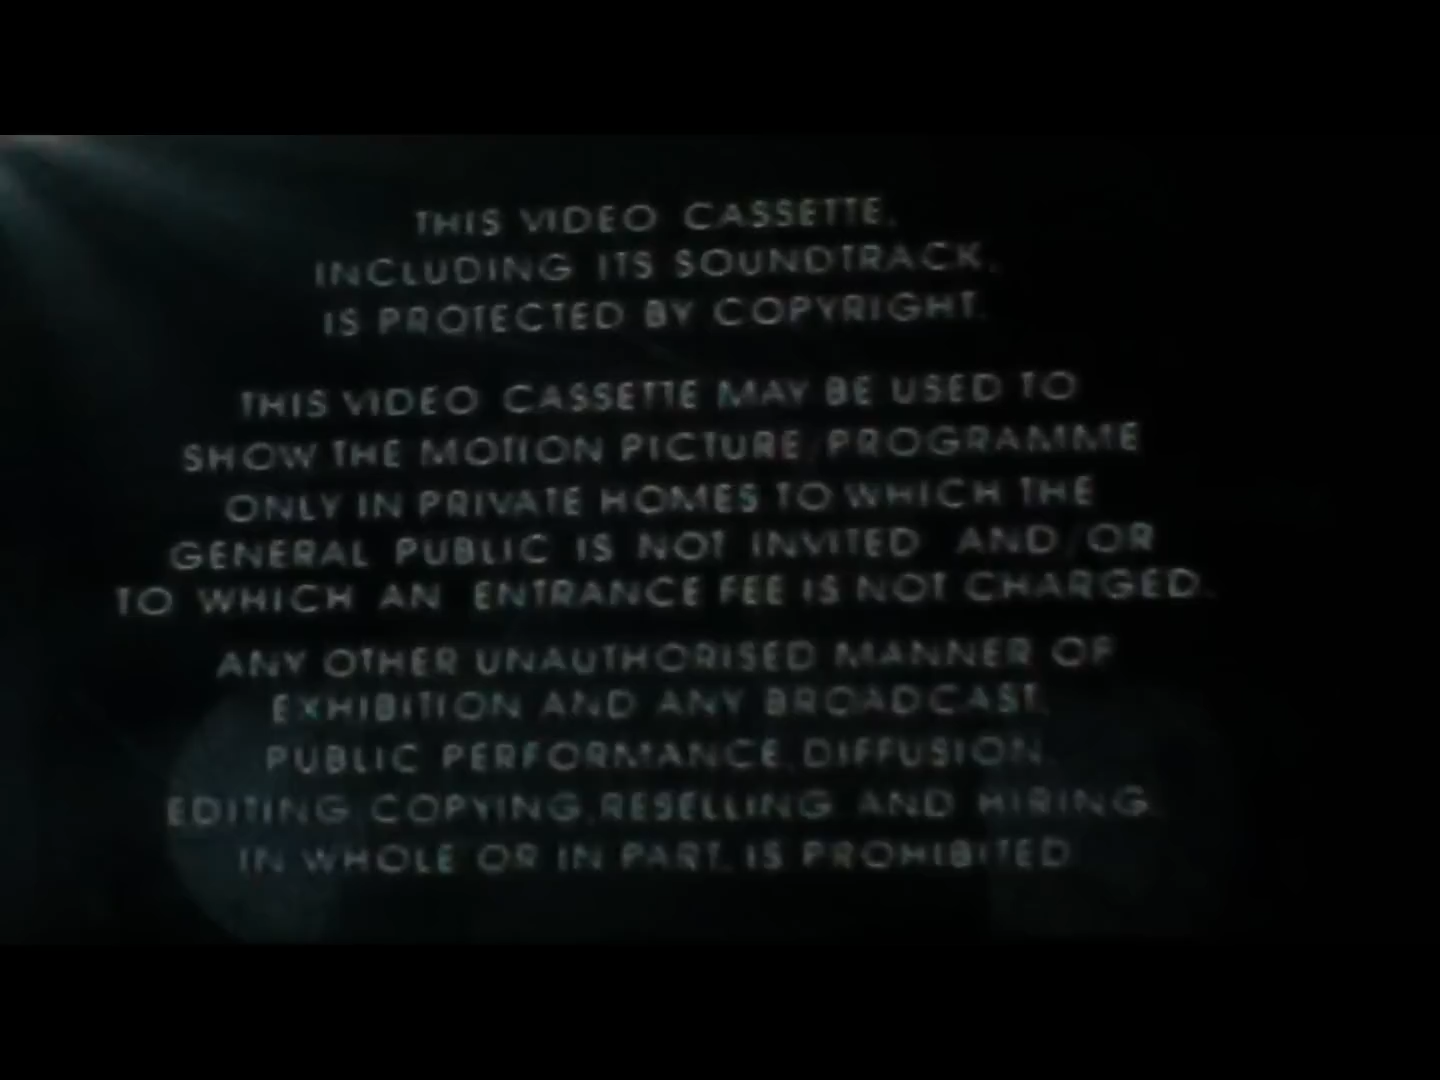 THIS VIDEO CASSETTE,
INCLUDING ITS SOUNDTRACK,
IS PROTECTED BY COPYRIGHT.
THIS VIDEO CASSETTE MAY BE USED TO
SHOW THE MOTION PICTURE/PROGRAMME
ONLY IN PRIVATE HOMES TO WHICH THE
GENERAL PUBLIC IS NOT INVITED AND/OR
TO WHICH AN ENTRANCE FEE IS NOT CHARGED.
ANY OTHER UNAUTHORISED MANNER OF
EXHIBITION AND ANY BROADCAST,
PUBLIC PERFORMANCE, DIFFUSION,
EDITING, COPYING, RESELLING AND HIRING,
IN WHOLE OR IN PART, IS PROHIBITED